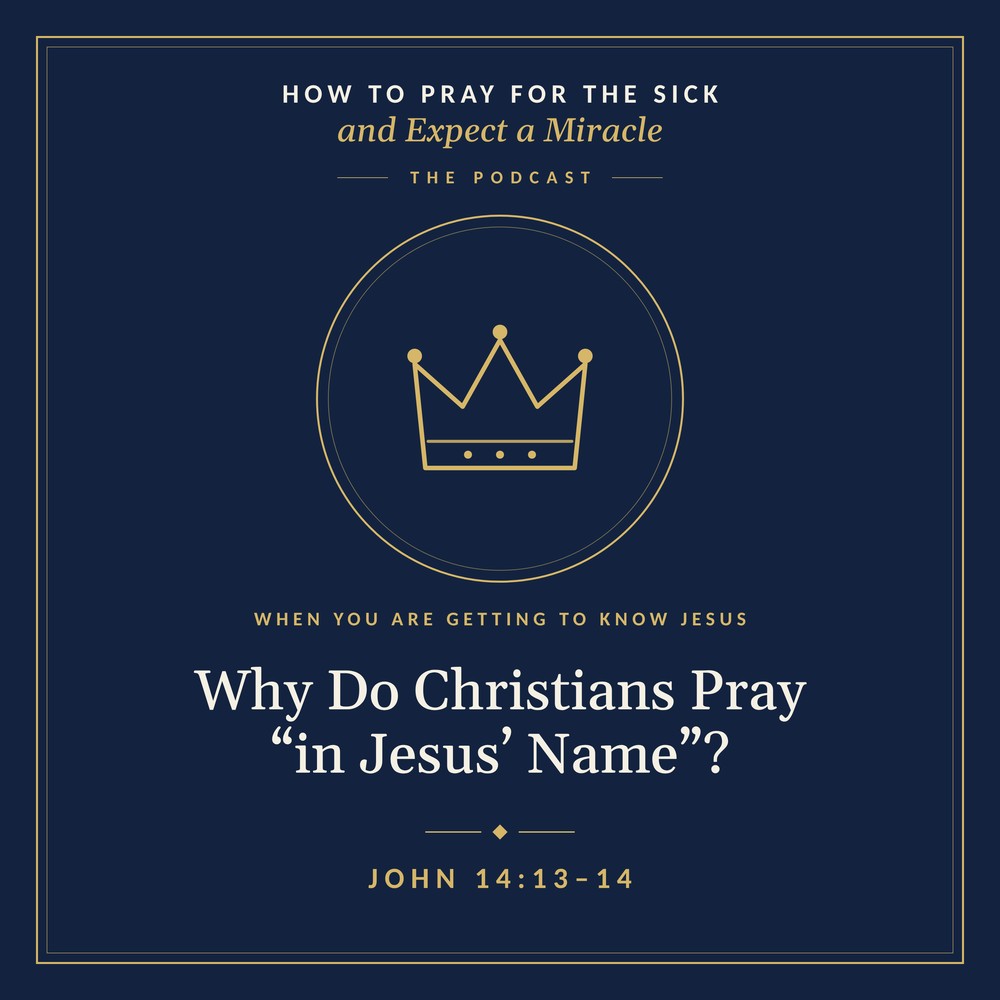 HOW TO PRAY FOR THE SICK
and Expect a Miracle
THE PODCAST
WHEN YOU ARE GETTING TO KNOW JESUS
Why Do Christians Pray
“in Jesus’ Name”?
JOHN 14:13–14